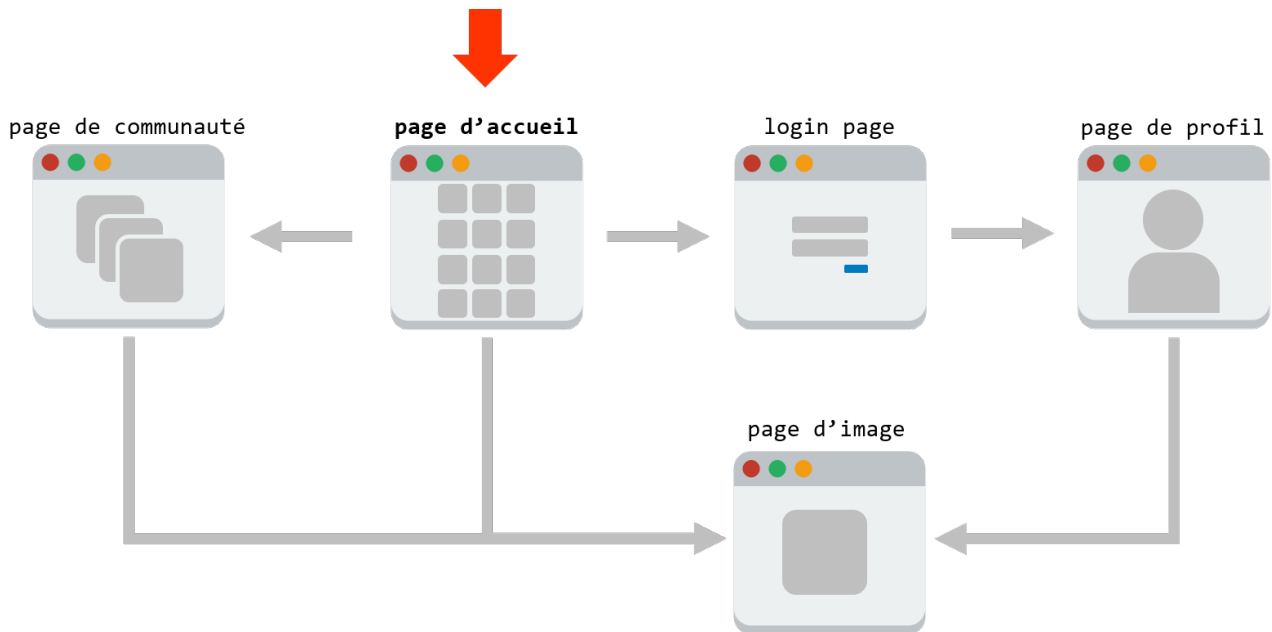 page de communauté
page d’accueil
login page
page de profil
page d’image